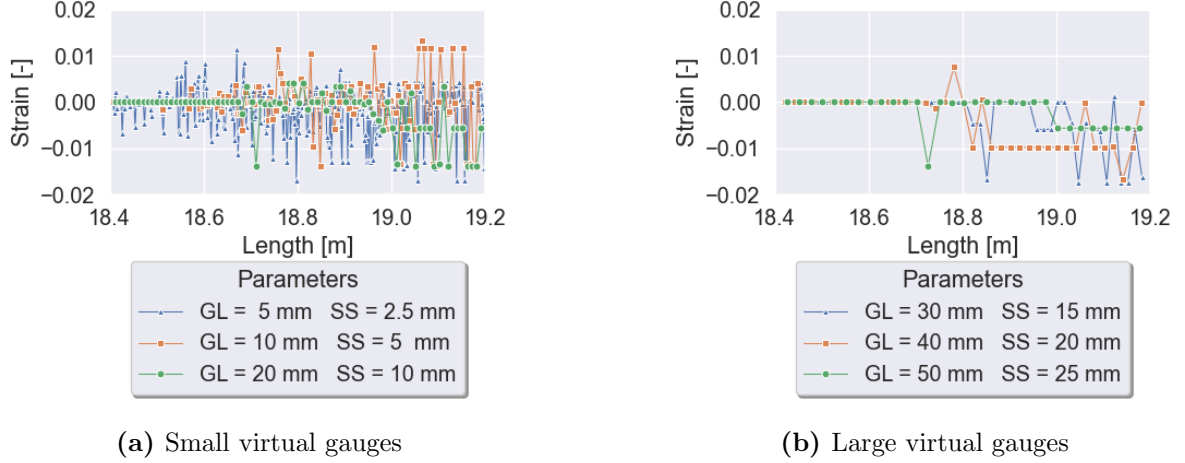 0.02
0.01
0.00
−0.01
−0.02
Strain [-]
18.4 18.6 18.8 19.0 19.2
Length [m]
Parameters
GL = 5 mm SS = 2.5 mm
GL = 10 mm SS = 5 mm
GL = 20 mm SS = 10 mm
(a) Small virtual gauges
0.02
0.01
0.00
−0.01
−0.02
Strain [-]
18.4 18.6 18.8 19.0 19.2
Length [m]
Parameters
GL = 30 mm SS = 15 mm
GL = 40 mm SS = 20 mm
GL = 50 mm SS = 25 mm
(b) Large virtual gauges